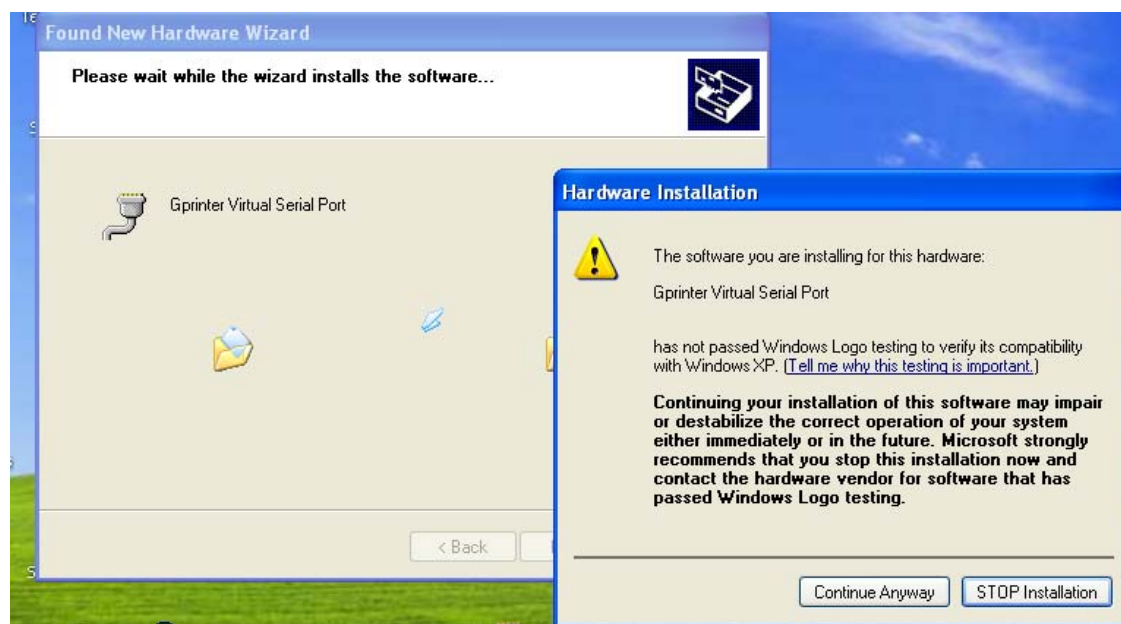 Te
Found New Hardware Wizard
Please wait while the wizard installs the software...
S
Gprinter Virtual Serial Port
< Back
S
Hardware Installation
The software you are installing for this hardware:
Gprinter Virtual Serial Port
has not passed Windows Logo testing to verify its compatibility
with Windows XP. (Tell me why this testing is important.)
Continuing your installation of this software may impair
or destabilize the correct operation of your system
either immediately or in the future. Microsoft strongly
recommends that you stop this installation now and
contact the hardware vendor for software that has
passed Windows Logo testing.
Continue Anyway
STOP Installation